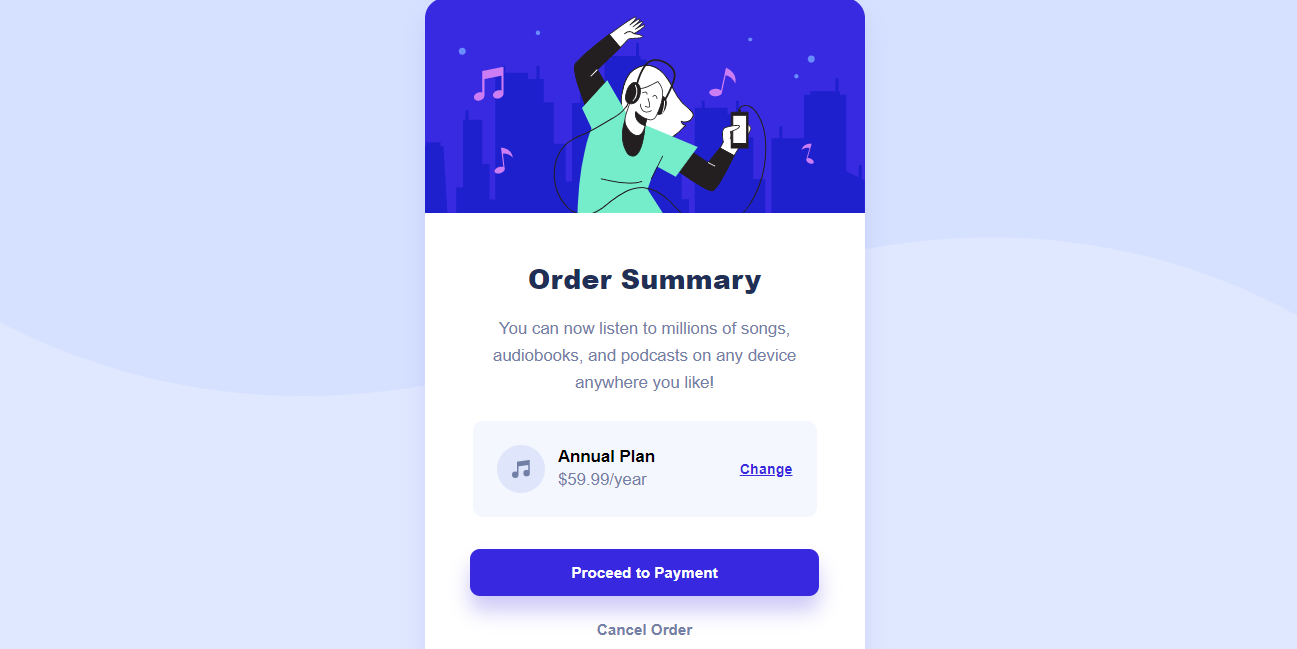 Order Summary
You can now listen to millions of songs,
audiobooks, and podcasts on any device
anywhere you like!
Annual Plan
$59.99/year
Change
Proceed to Payment
Cancel Order